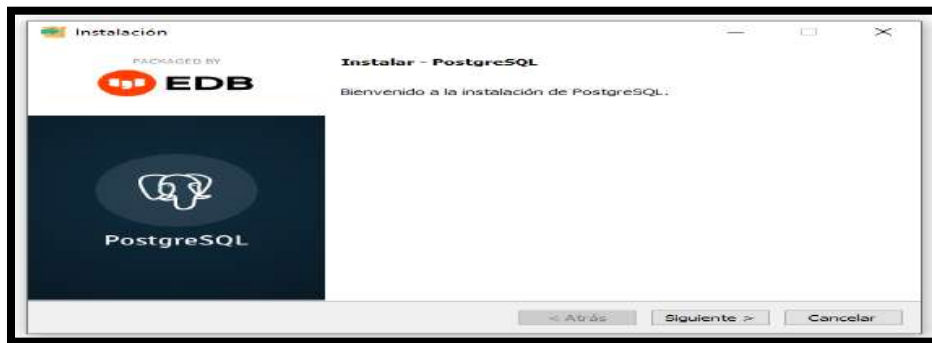 Instalación
PACKAGED BY
EDB
Instalar - PostgreSQL
Bienvenido a la instalación de PostgreSQL.
PostgreSQL
< Atrás
Siguiente >
Cancelar